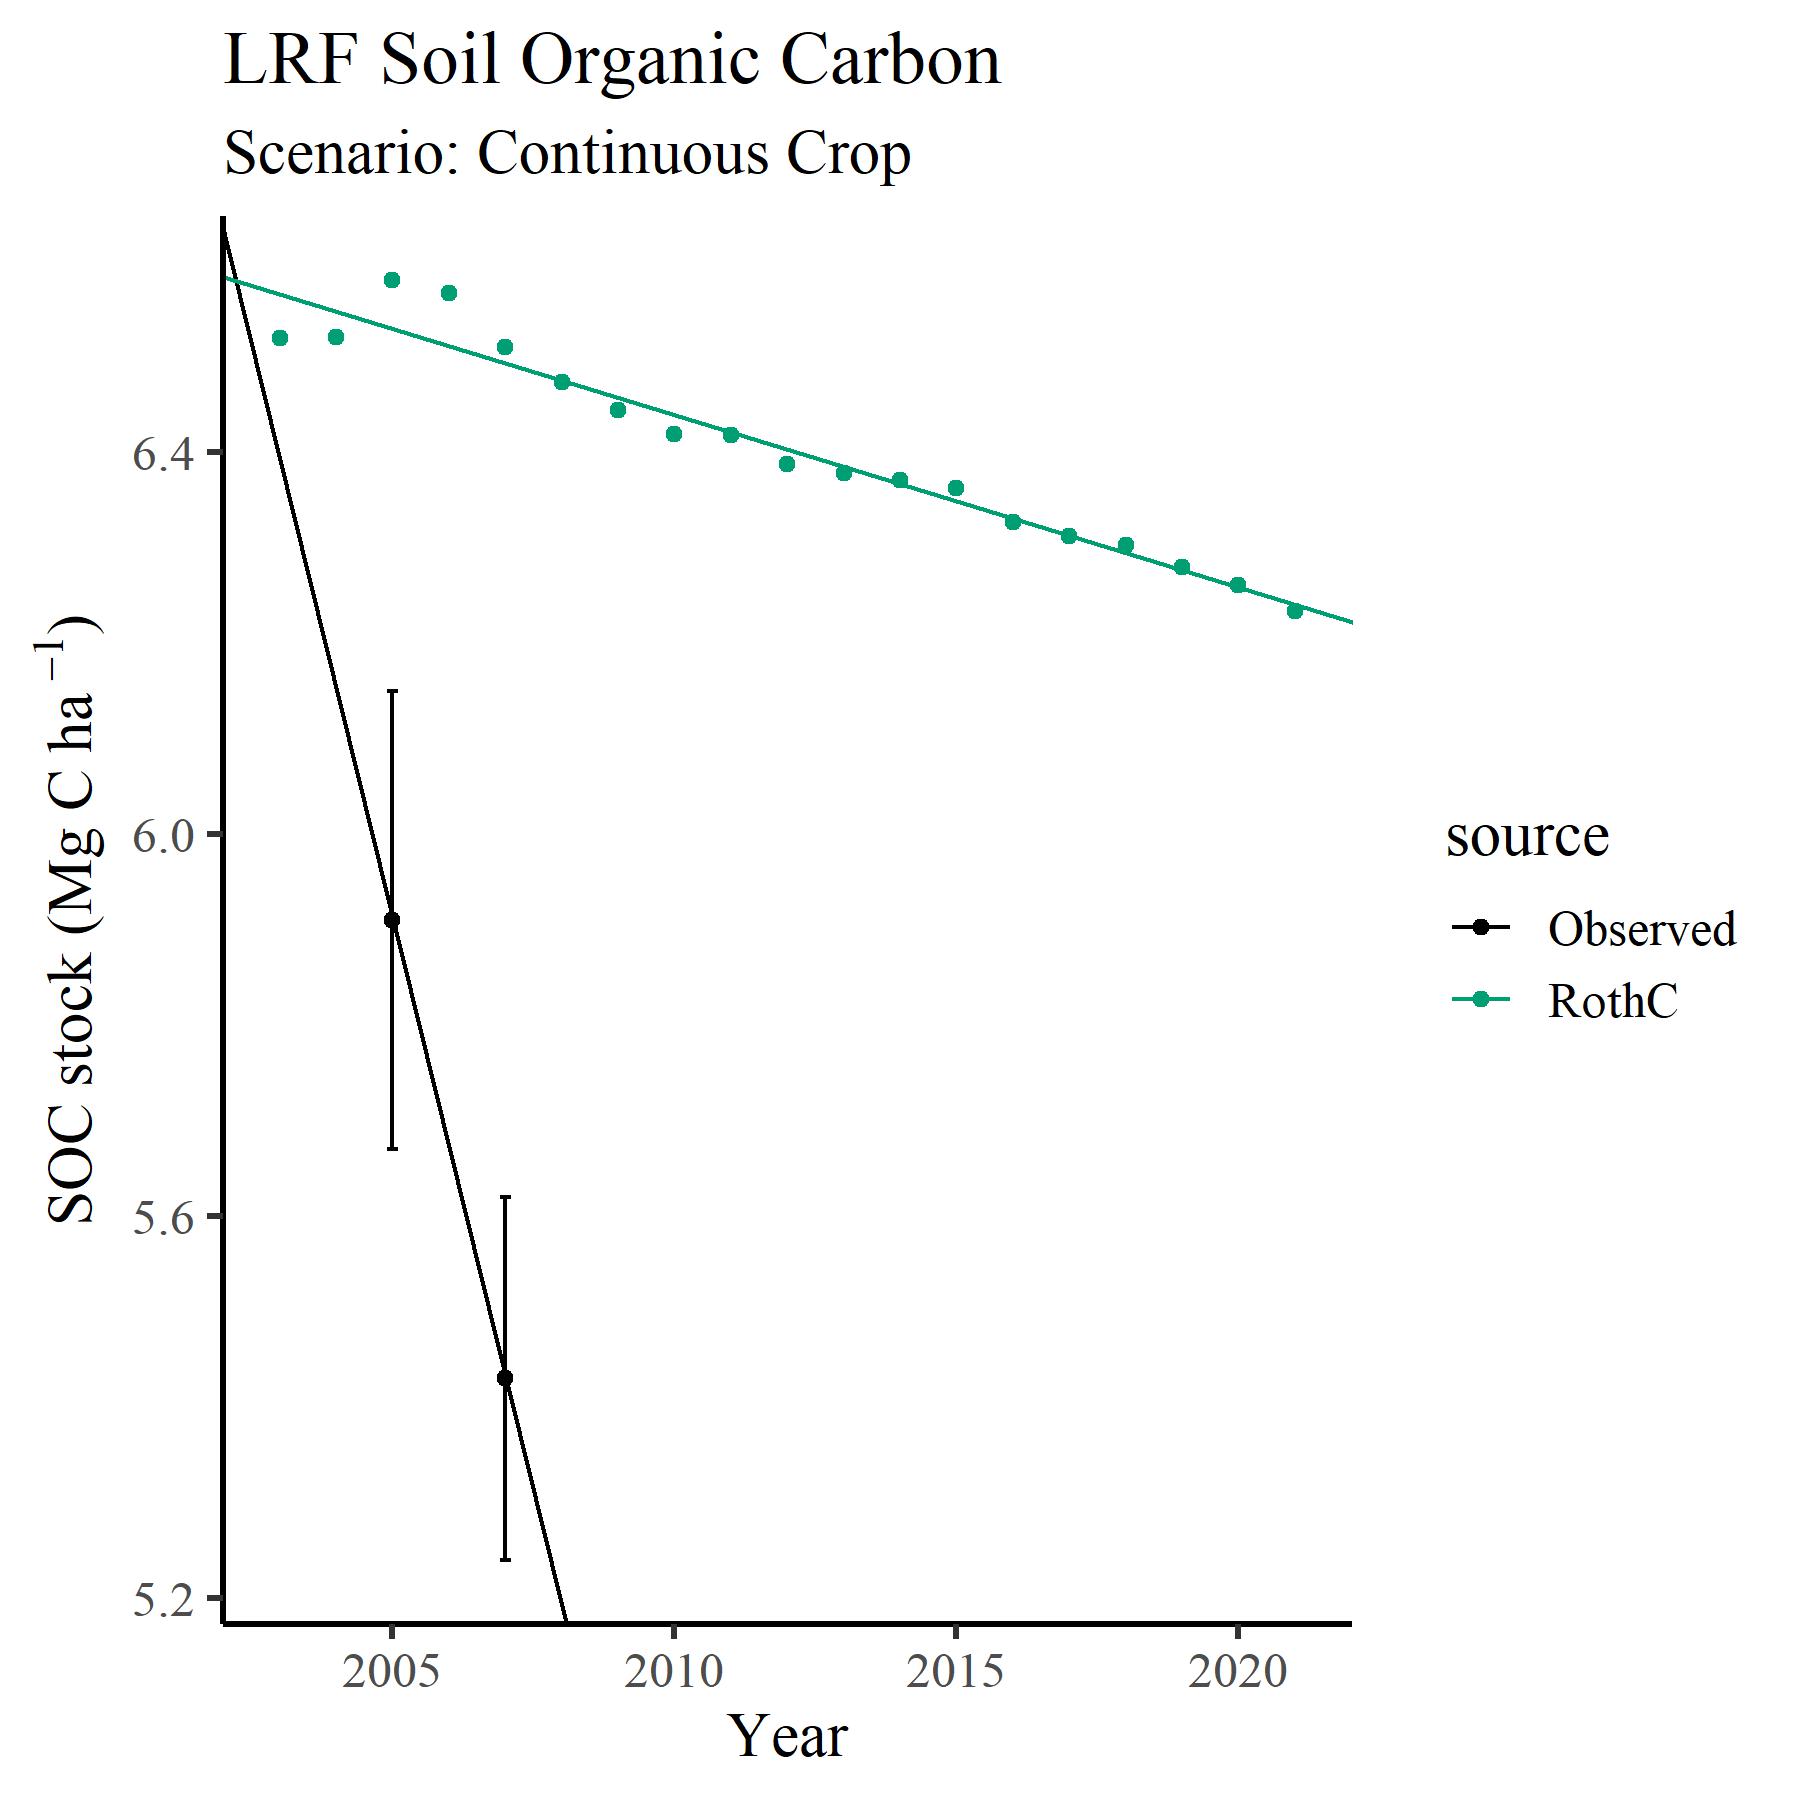 LRF Soil Organic Carbon
Scenario: Continuous Crop
SOC stock (Mg C ha⁻¹)
6.4
6.0
5.6
5.2
2005
2010
2015
2020
Year
source
Observed
RothC